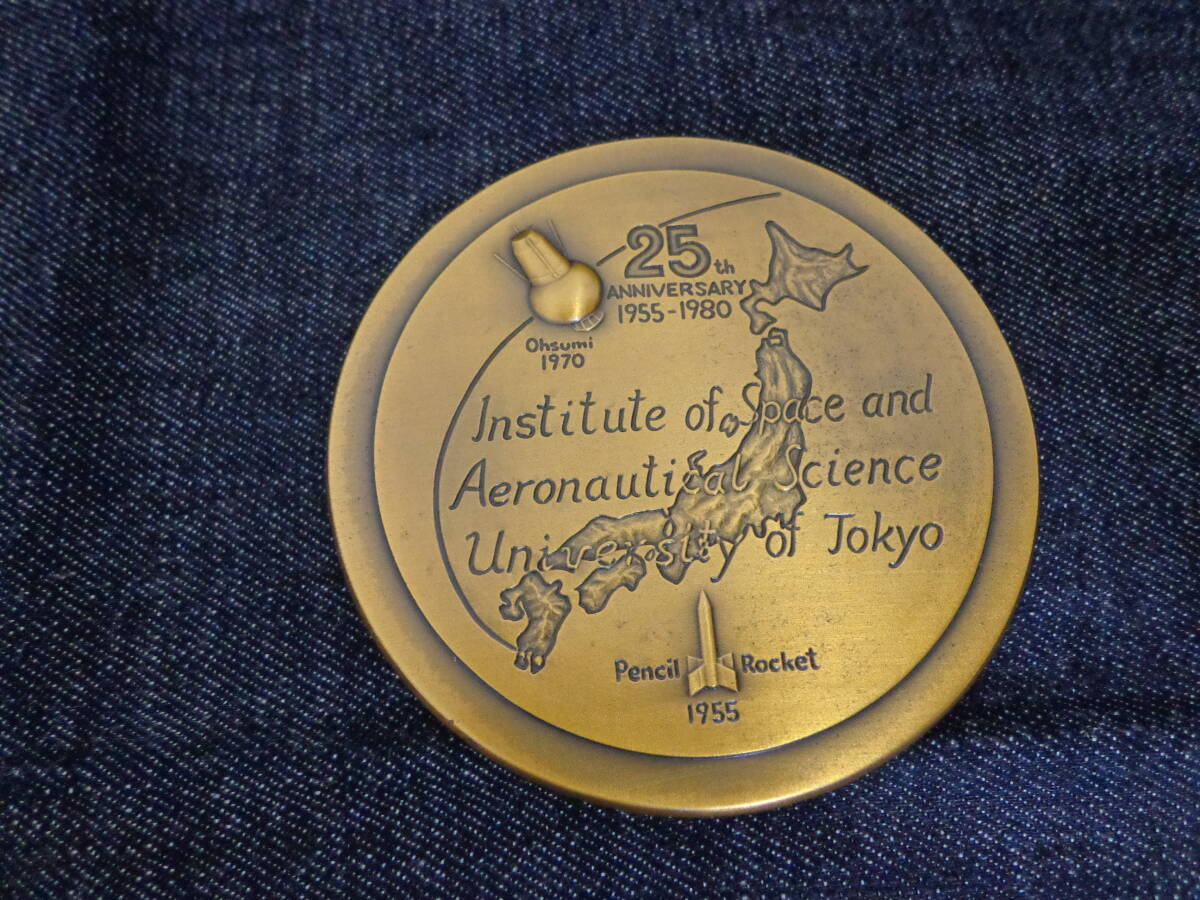 25th
ANNIVERSARY
1955-1980
Ohsumi
1970
Institute of Space and
Aeronautical Science
University of Tokyo
Pencil Rocket
1955